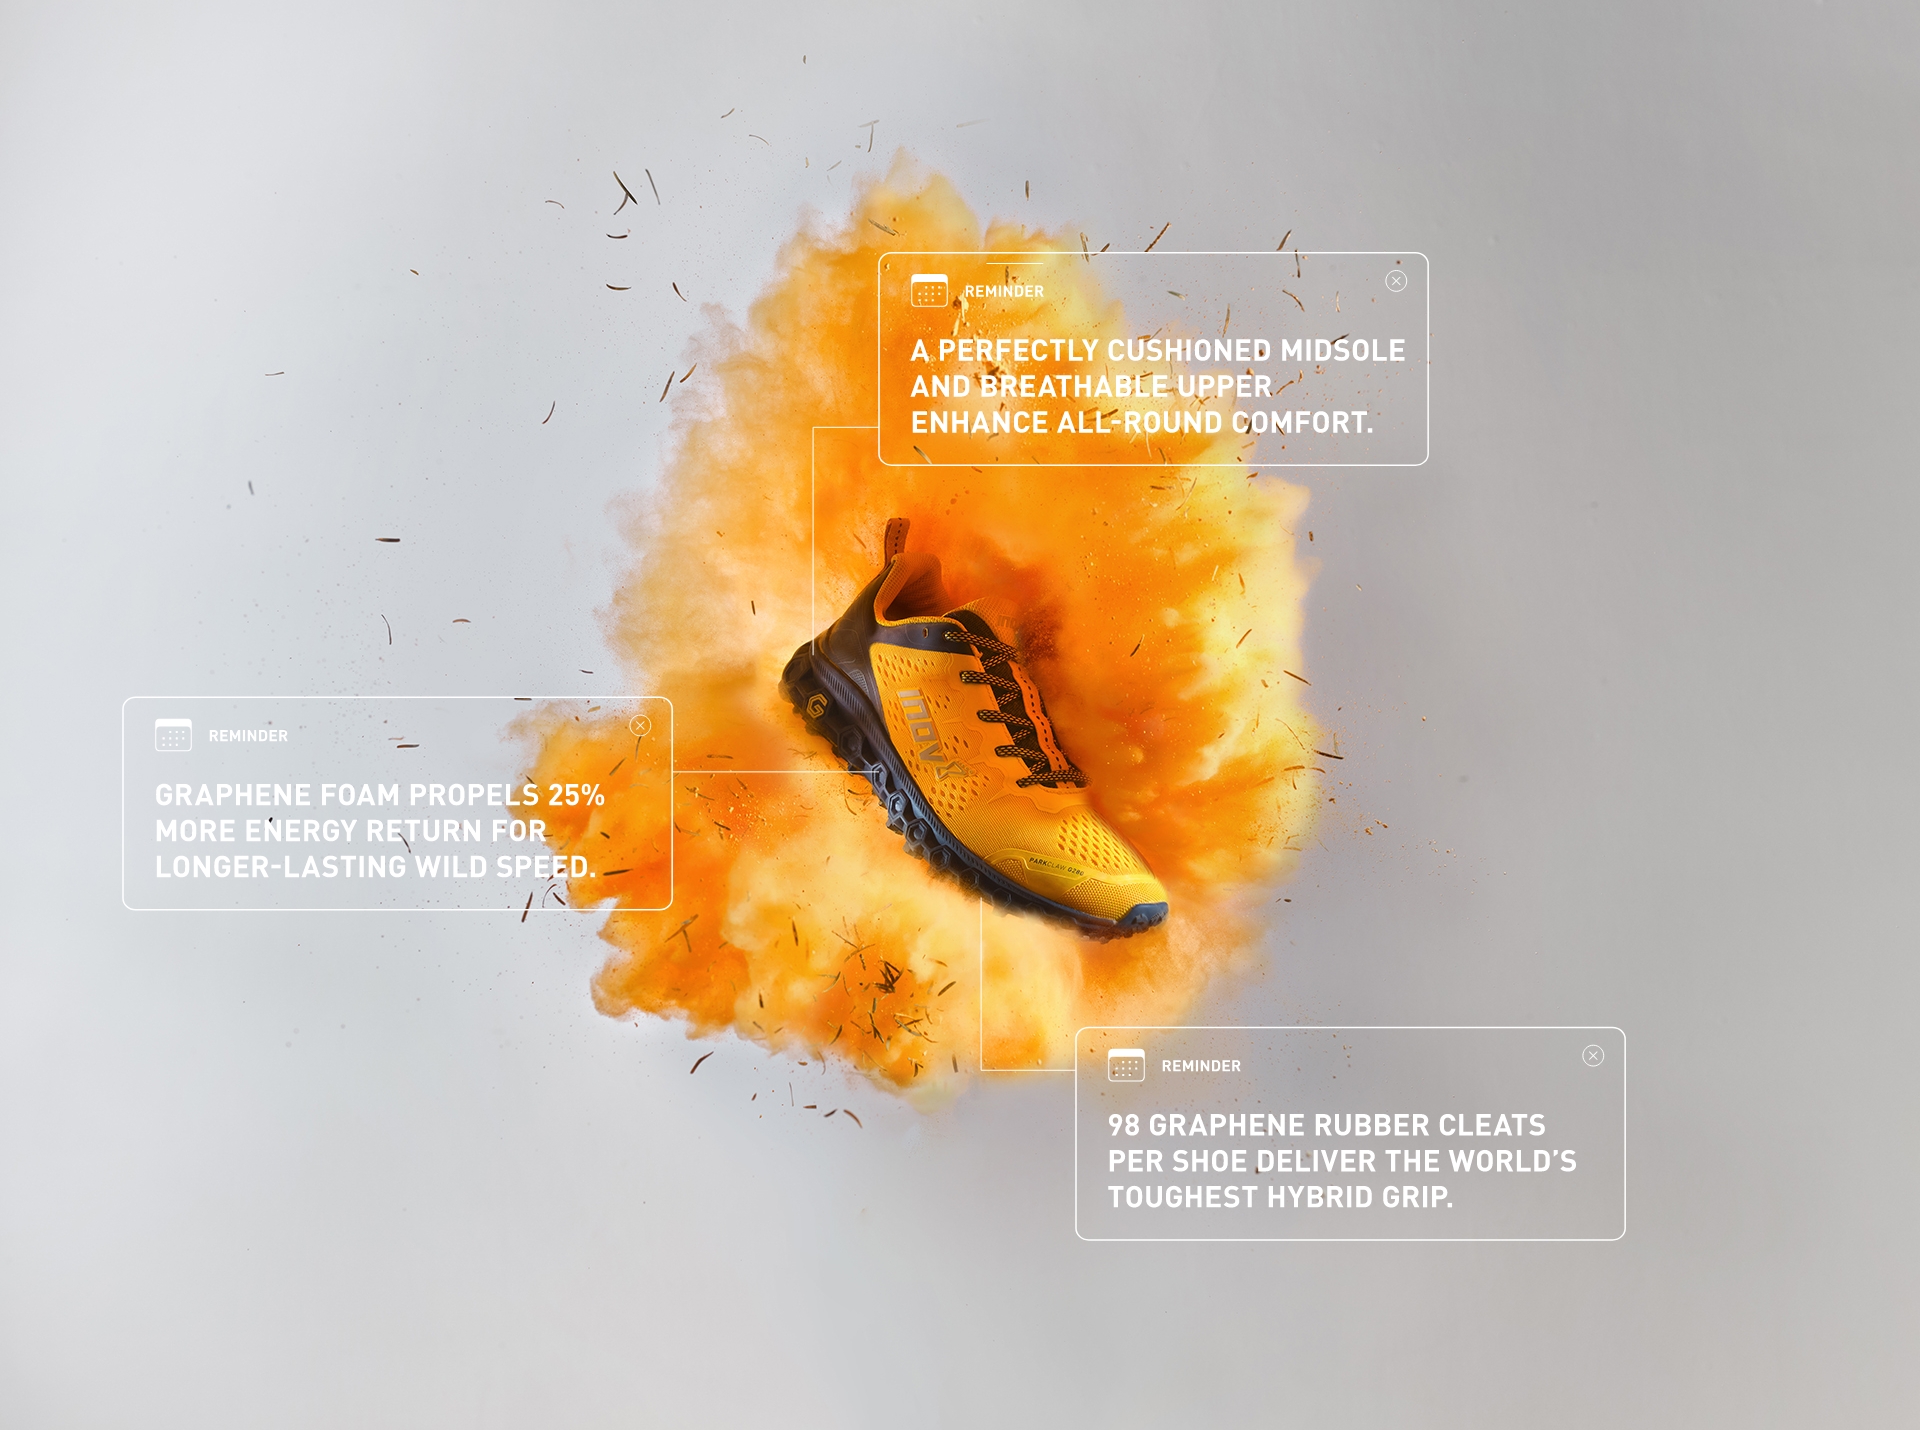 REMINDER
A PERFECTLY CUSHIONED MIDSOLE
AND BREATHABLE UPPER
ENHANCE ALL-ROUND COMFORT.
REMINDER
GRAPHENE FOAM PROPELS 25%
MORE ENERGY RETURN FOR
LONGER-LASTING WILD SPEED.
G
inov8
PARKCLAW G280
REMINDER
98 GRAPHENE RUBBER CLEATS
PER SHOE DELIVER THE WORLD’S
TOUGHEST HYBRID GRIP.